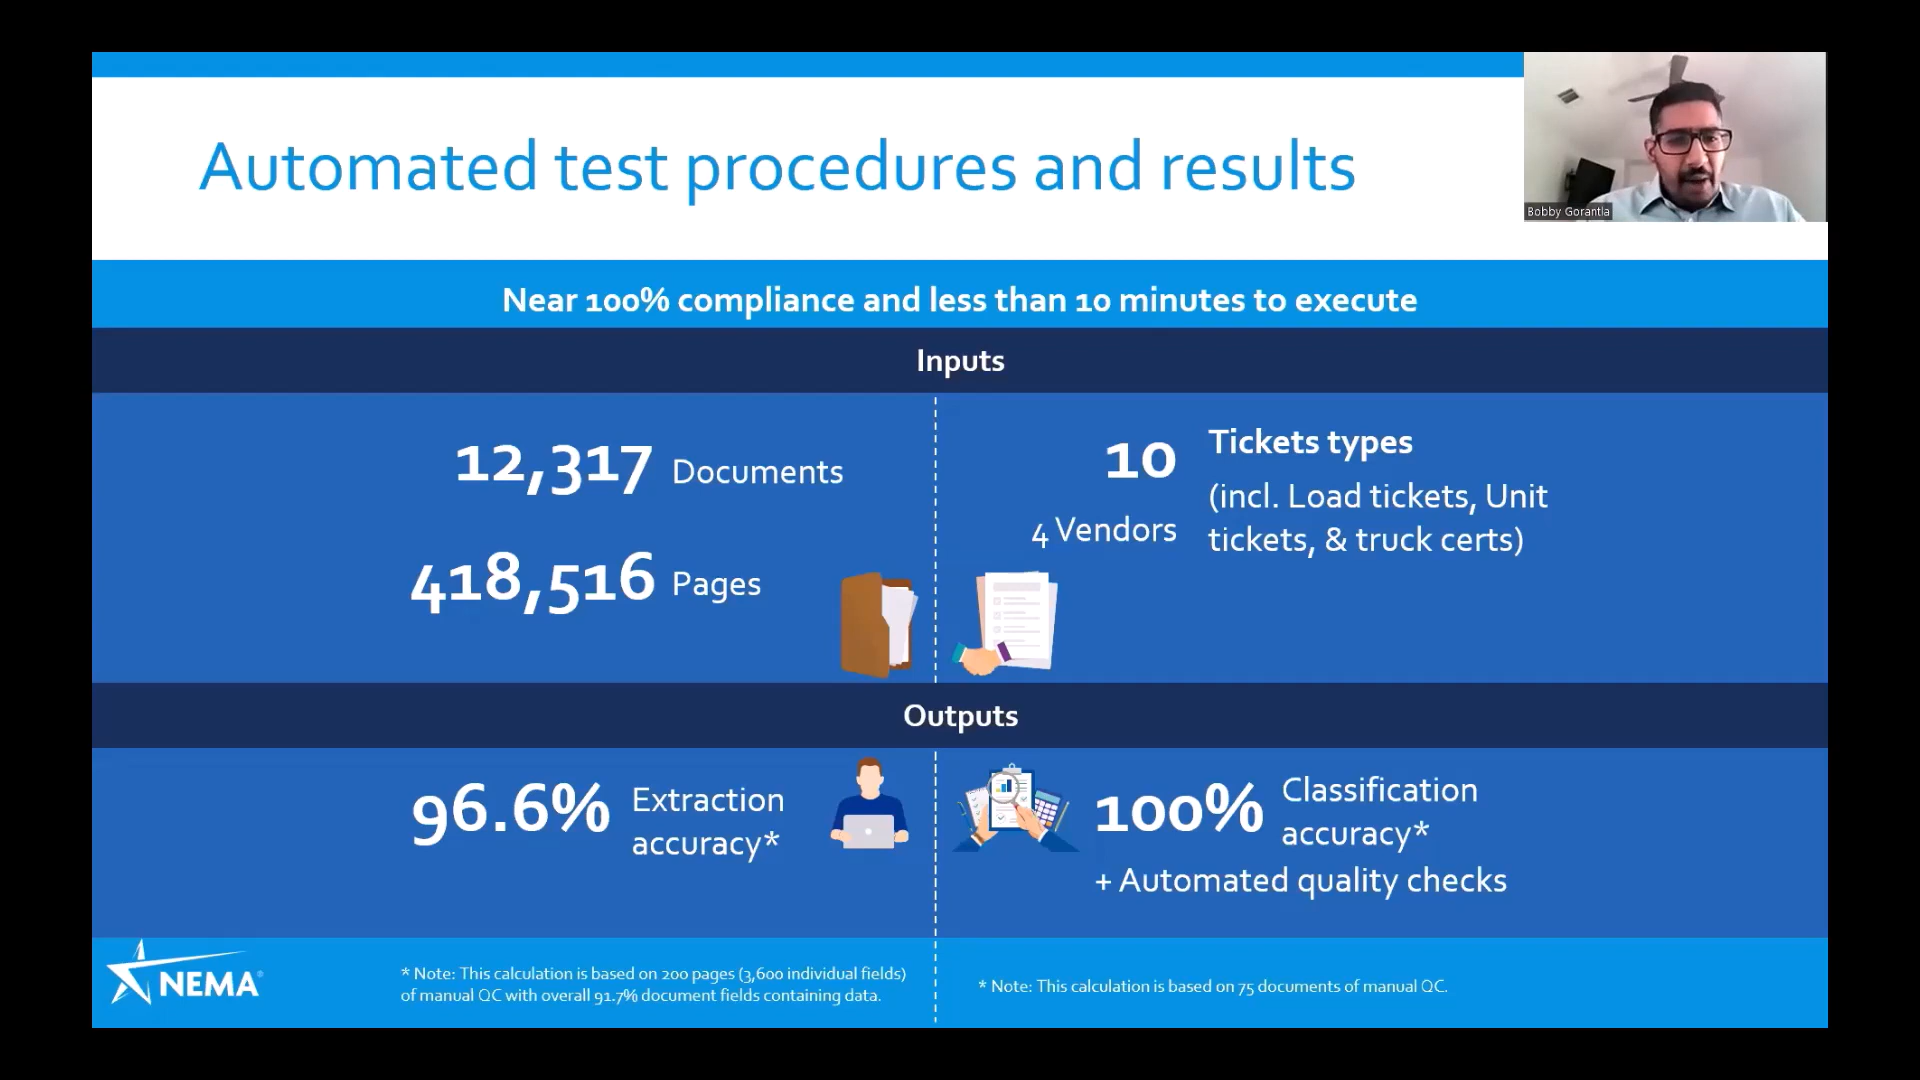 Automated test procedures and results
Bobby Gorantla
Near 100% compliance and less than 10 minutes to execute
Inputs
12,317 Documents
418,516 Pages
10
4 Vendors
Tickets types
(incl. Load tickets, Unit
tickets, & truck certs)
Outputs
96.6% Extraction
accuracy*
100% Classification
accuracy*
+ Automated quality checks
NEMA®
* Note: This calculation is based on 200 pages (3,600 individual fields)
of manual QC with overall 91.7% document fields containing data.
* Note: This calculation is based on 75 documents of manual QC.